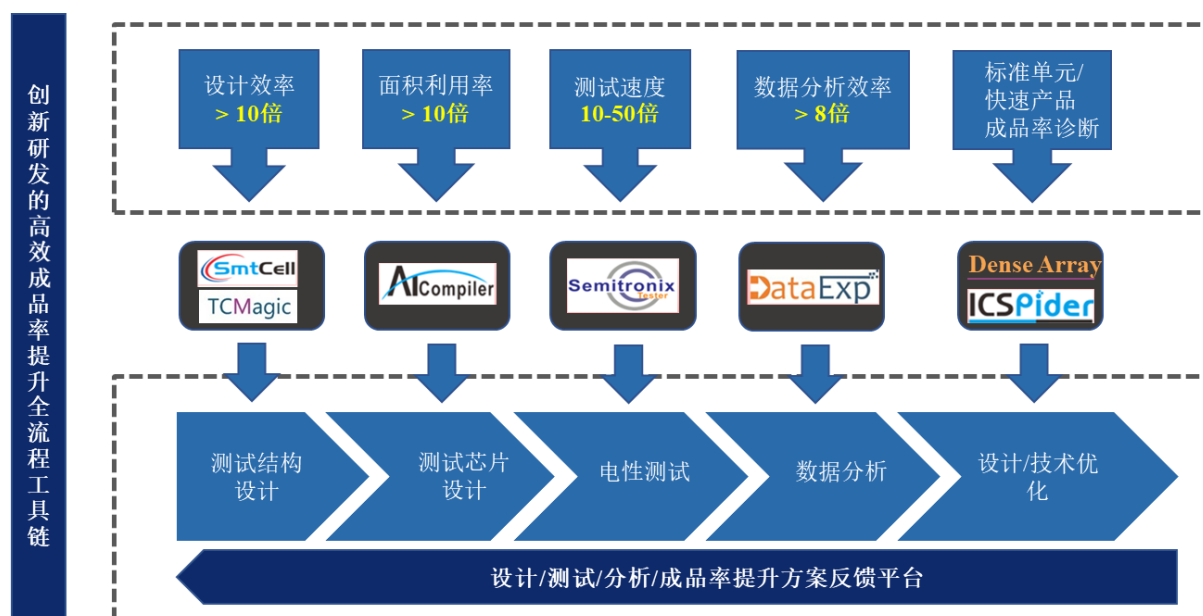 创新研发的高效成品率提升全流程工具链
设计效率
> 10倍
面积利用率
> 10倍
测试速度
10-50倍
数据分析效率
> 8倍
标准单元/
快速产品
成品率诊断
SmtCell
TCMagic
AICompiler
Semitronix
Tester
DataExp
Dense Array
ICSPider
测试结构
设计
测试芯片
设计
电性测试
数据分析
设计/技术优
化
设计/测试/分析/成品率提升方案反馈平台